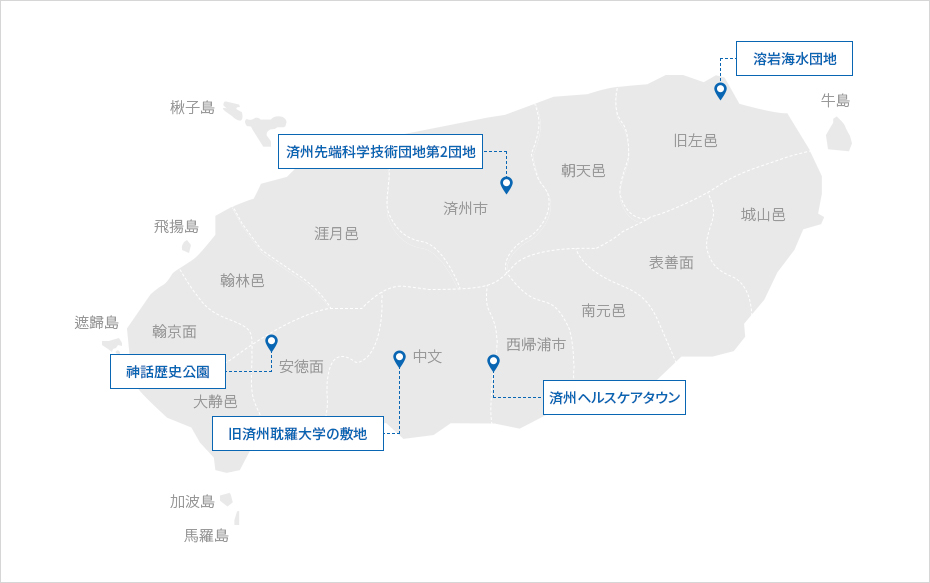 溶岩海水団地
牛島
楸子島
旧左邑
済州先端科学技術団地第2団地
朝天邑
済州市
城山邑
飛揚島
涯月邑
表善面
翰林邑
南元邑
遮歸島
翰京面
西帰浦市
中文
安徳面
神話歴史公園
済州ヘルスケアタウン
大静邑
旧済州耽羅大学の敷地
加波島
馬羅島